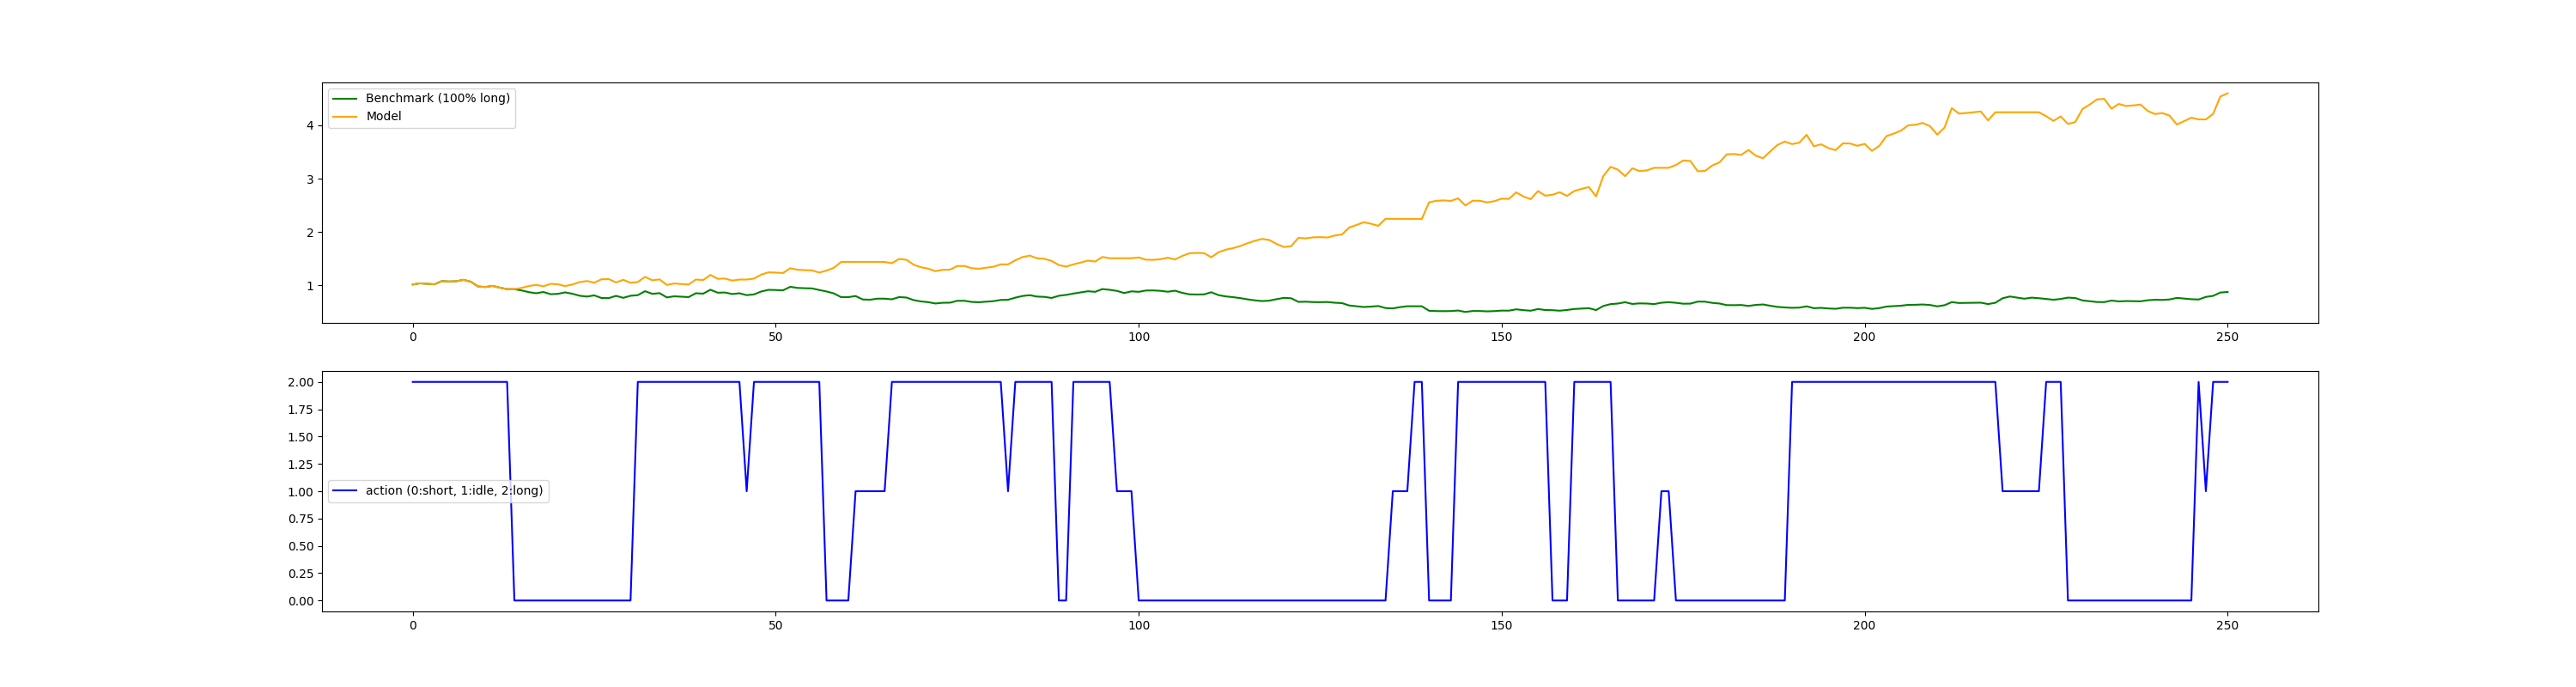 Benchmark (100% long)
Model
4
3
2
1
0 50 100 150 200 250
2.00
1.75
1.50
1.25
1.00
action (0:short, 1:idle, 2:long)
0.75
0.50
0.25
0.00
0 50 100 150 200 250